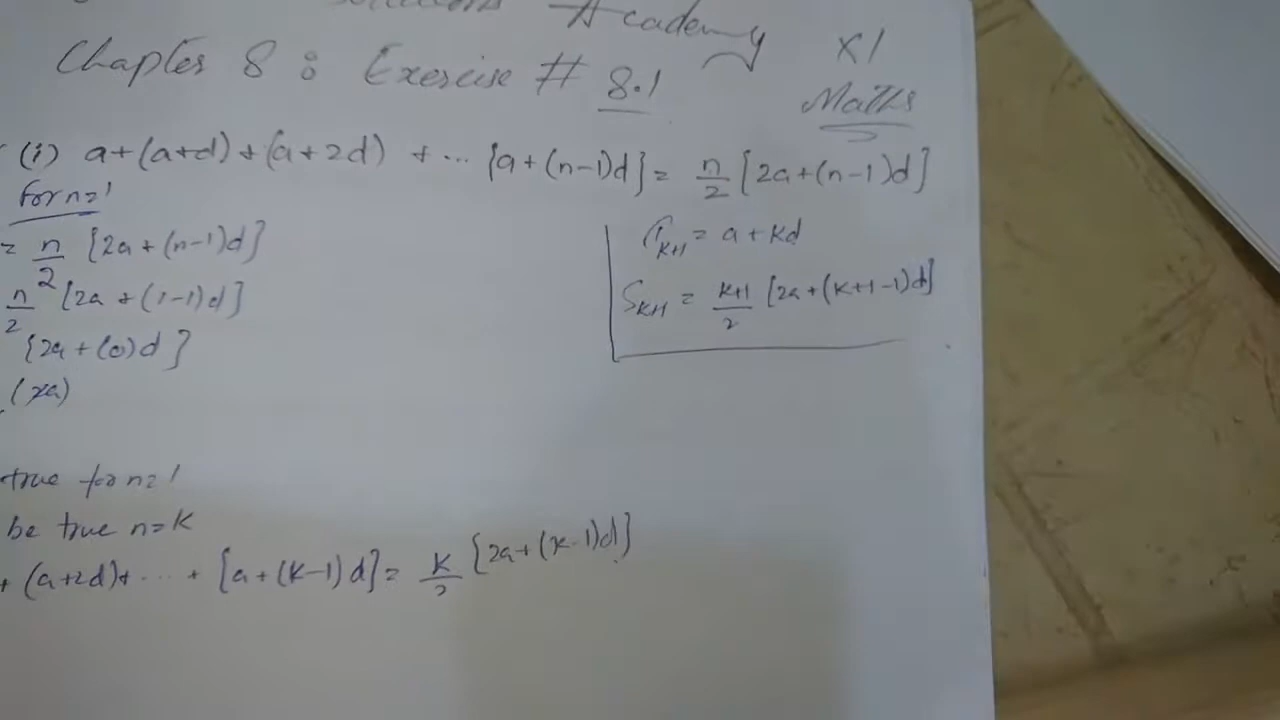 Academy
XI
Chapter 8 : Exercise # 8.1
Maths
(i) a+(a+d)+(a+2d) + ... [a+(n-1)d] = n/2 [2a+(n-1)d]
for n=1
= n/2 [2a+(n-1)d]
n/2 [2a+(1-1)d]
[2a+(0)d]
(2a)
T_{k+1} = a+kd
S_{k+1} = k+1/2 [2a+(k+1-1)d]
true for n=1
be true n=k
+ (a+2d)+ ... + [a+(k-1)d] = k/2 [2a+(k-1)d]